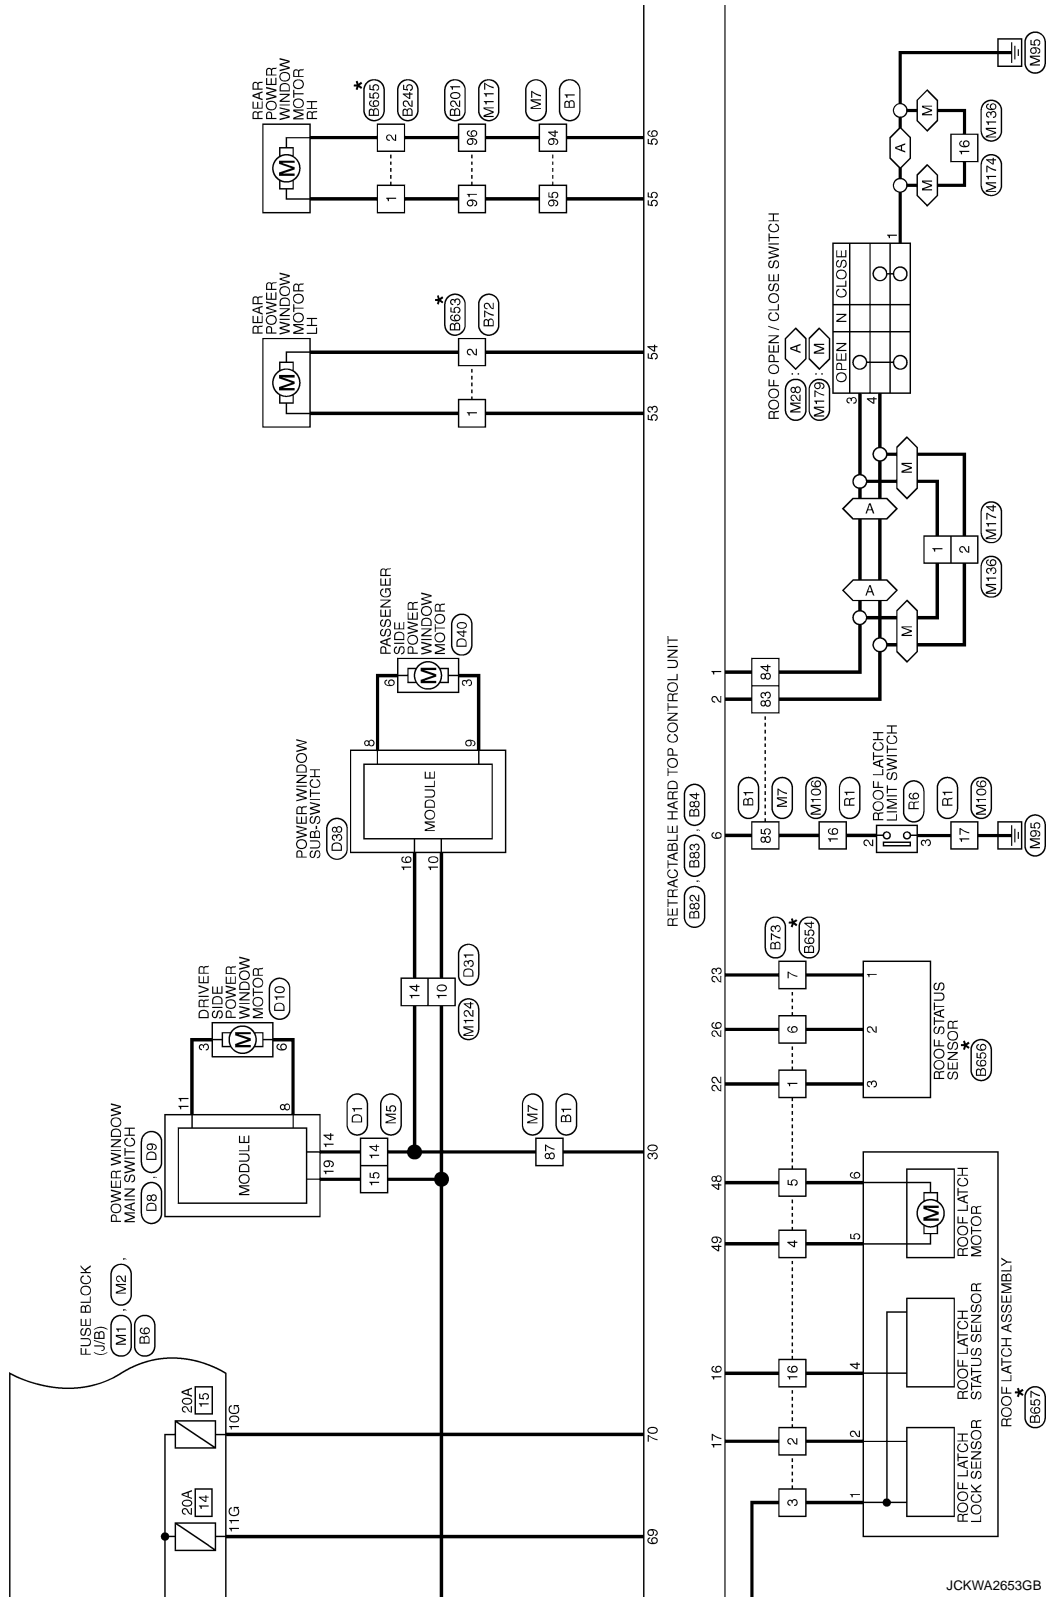 FUSE BLOCK
(J/B)
M1 , M2 ,
B6
20A
15
10G
20A
14
11G
POWER WINDOW
MAIN SWITCH
D8 , D9
MODULE
11
8
14
19
DRIVER
SIDE
POWER
WINDOW
MOTOR
D10
M
3
6
D1
M5
14
15
M7
B1
87
POWER WINDOW
SUB-SWITCH
D38
MODULE
8
9
16
10
PASSENGER
SIDE
POWER
WINDOW
MOTOR
D40
M
6
3
14
10
D31
M124
REAR
POWER
WINDOW
MOTOR
LH
M
*
B653
B72
1
2
REAR
POWER
WINDOW
MOTOR
RH
M
*
B655
B245
B201
M117
M7
B1
1
2
91
96
95
94
69
70
30
53
54
55
56
RETRACTABLE HARD TOP CONTROL UNIT
B82 , B83 , B84
17
16
49
48
22
26
23
6
2
1
3
2
16
4
5
1
6
7
B73
*
B654
1
2
4
5
6
ROOF LATCH
LOCK SENSOR
ROOF LATCH
STATUS SENSOR
M
ROOF LATCH
MOTOR
ROOF LATCH ASSEMBLY
*
B657
3
2
1
ROOF STATUS
SENSOR
*
B656
B1
M7
85
83
84
M106
R1
16
ROOF LATCH
LIMIT SWITCH
R6
2
3
R1
M106
17
M95
A
A
M
M
1
2
M136
M174
ROOF OPEN / CLOSE SWITCH
M28 : A
M179 : M
OPEN
N
CLOSE
3
4
1
A
M
M
16
M174
M136
M95
JCKWA2653GB